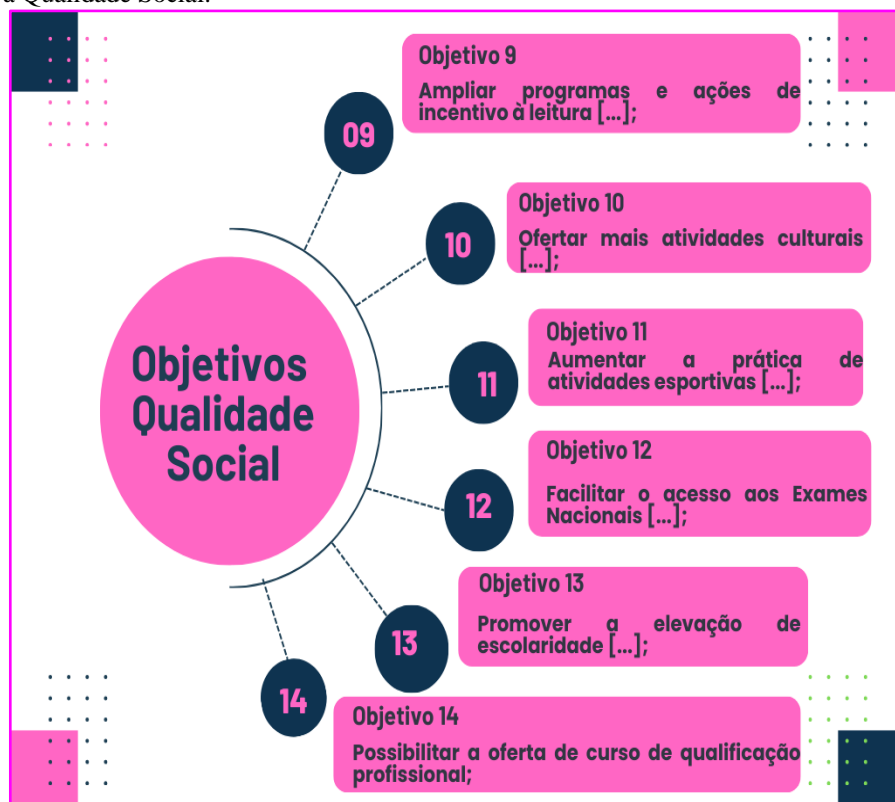 a Qualidade Social.
Objetivo 9
Ampliar programas e ações de
incentivo à leitura [...];
09
Objetivo 10
Ofertar mais atividades culturais
[...];
10
Objetivo 11
Aumentar a prática de
atividades esportivas [...];
11
Objetivos
Qualidade
Social
Objetivo 12
Facilitar o acesso aos Exames
Nacionais [...];
12
Objetivo 13
Promover a elevação de
escolaridade [...];
13
Objetivo 14
Possibilitar a oferta de curso de qualificação
profissional;
14